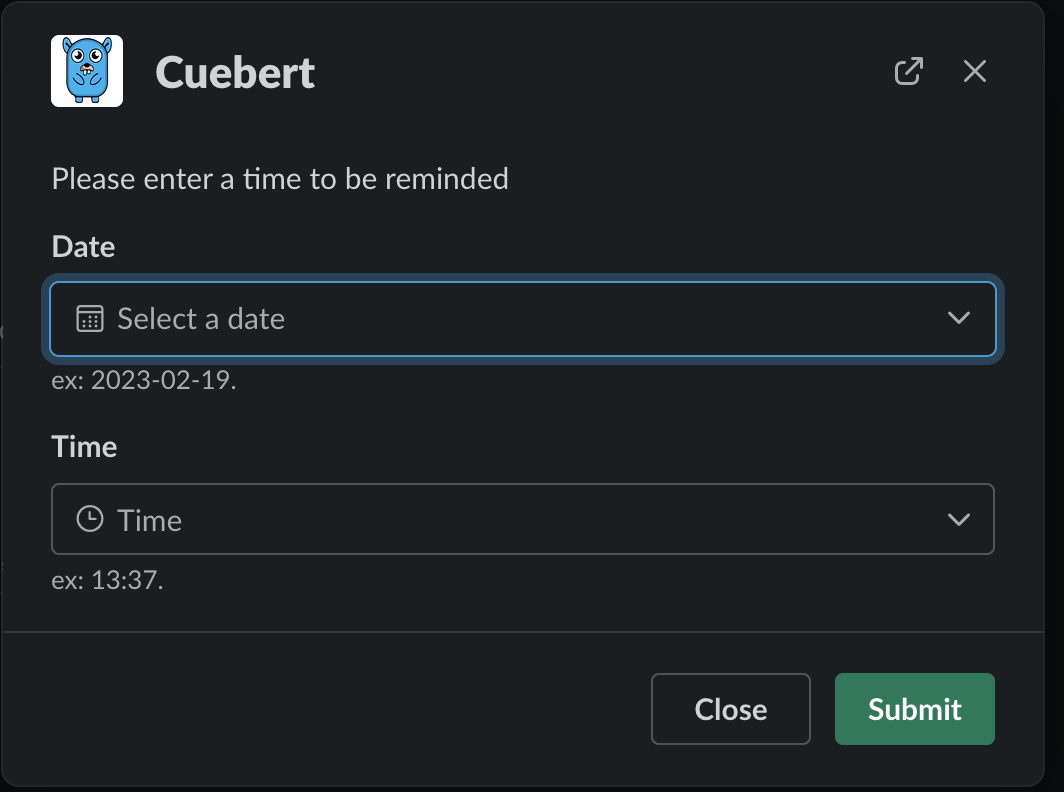 Cuebert
Please enter a time to be reminded
Date
Select a date
ex: 2023-02-19.
Time
Time
ex: 13:37.
Close
Submit